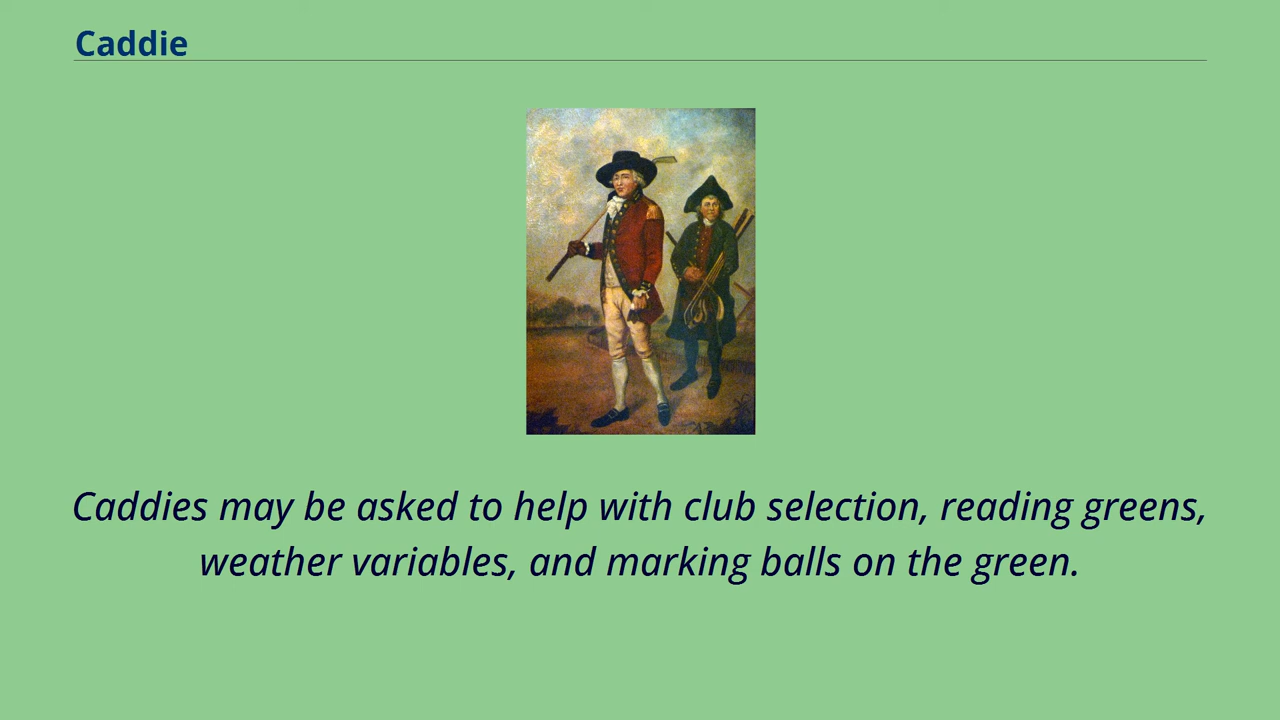 Caddie
Caddies may be asked to help with club selection, reading greens,
weather variables, and marking balls on the green.